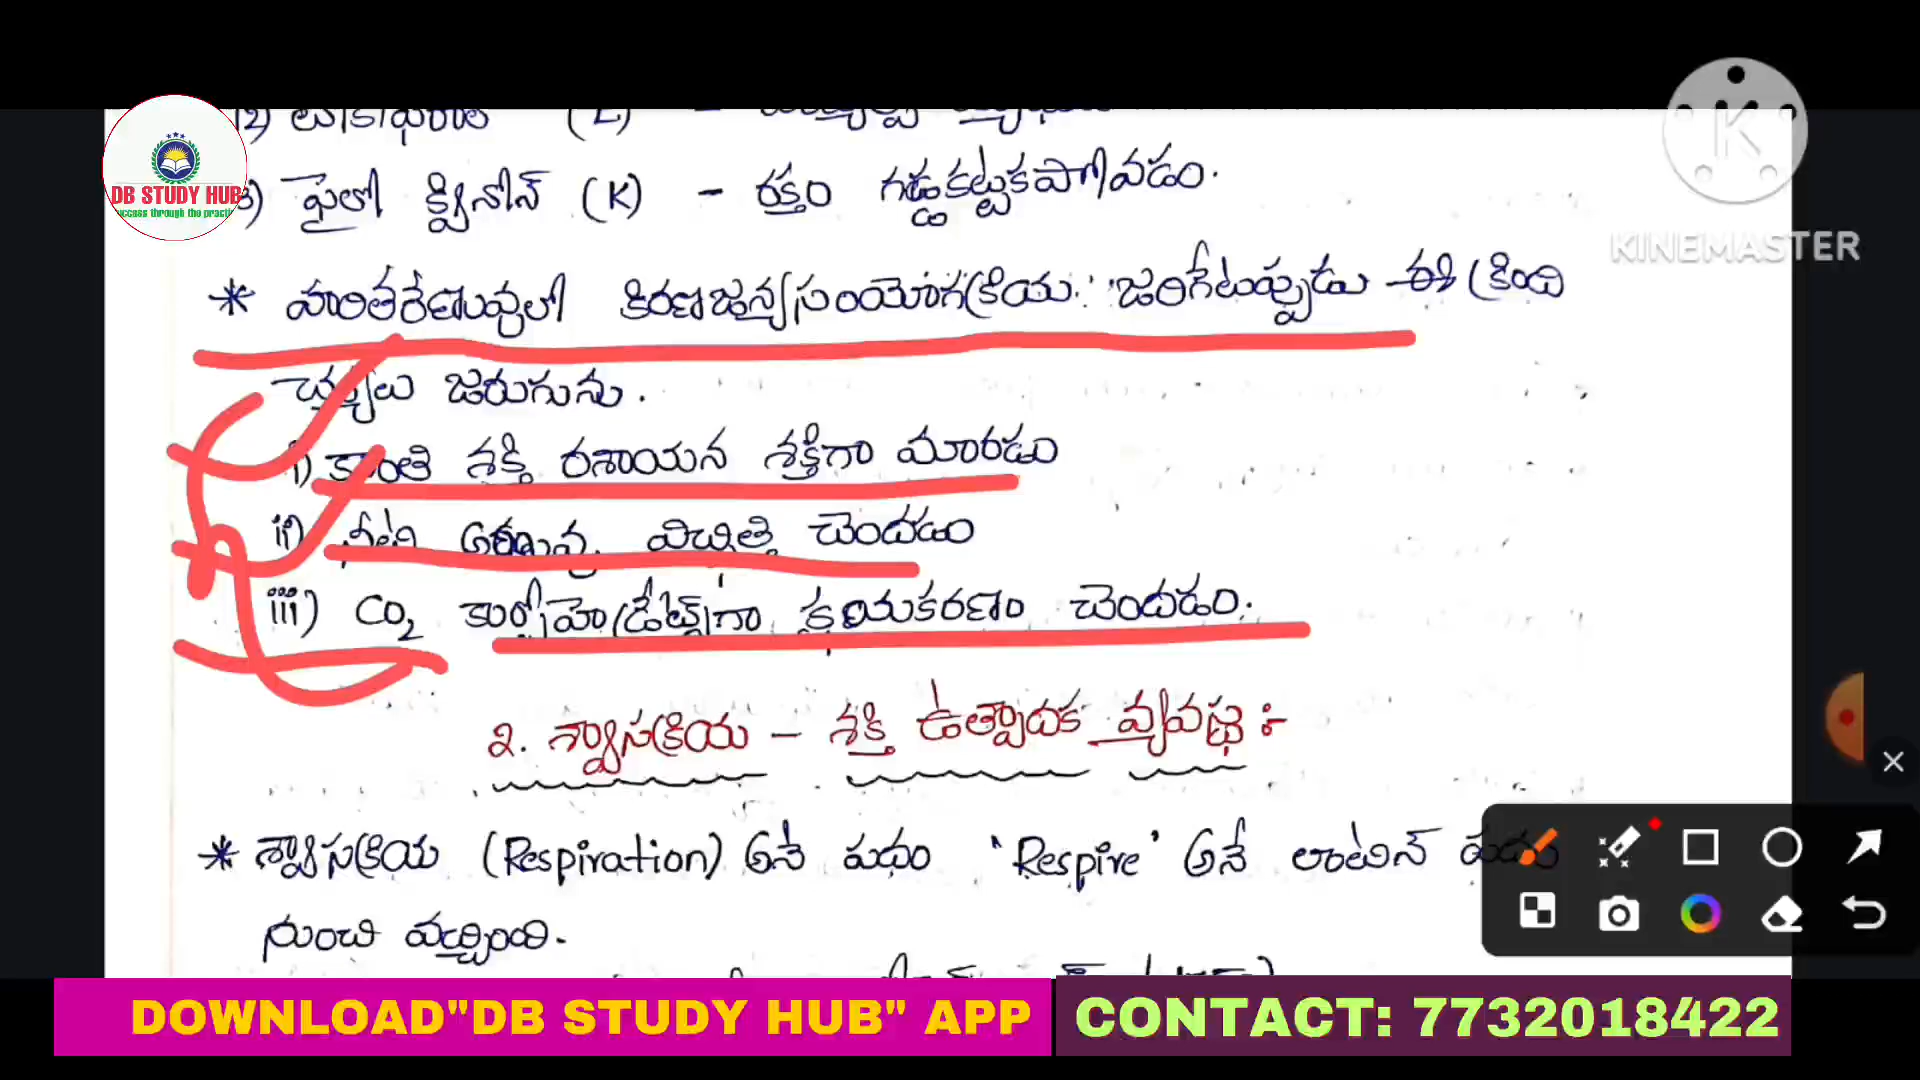 12)
(E) -
DB STUDY HUB
3) ఫైలో క్వినోన్ (K) - రక్తం గడ్డకట్టకపోవడం.
KINEMASTER
* హరితరేణువులో కిరణజన్యసంయోగక్రియ జరిగేటప్పుడు ఈ క్రింది
చర్యలు జరుగును.
i) కాంతి శక్తి రసాయన శక్తిగా మారడం
ii) నీటి అణువు విచ్ఛిత్తి చెందడం
iii) CO2 కార్బోహైడ్రేట్స్‌గా క్షయకరణం చెందడం.
2. శ్వాసక్రియ - శక్తి ఉత్పాదక వ్యవస్థ :-
* శ్వాసక్రియ (Respiration) అనే పదం 'Respire' అనే లాటిన్ పదం
నుంచి వచ్చింది.
DOWNLOAD"DB STUDY HUB" APP
CONTACT: 7732018422